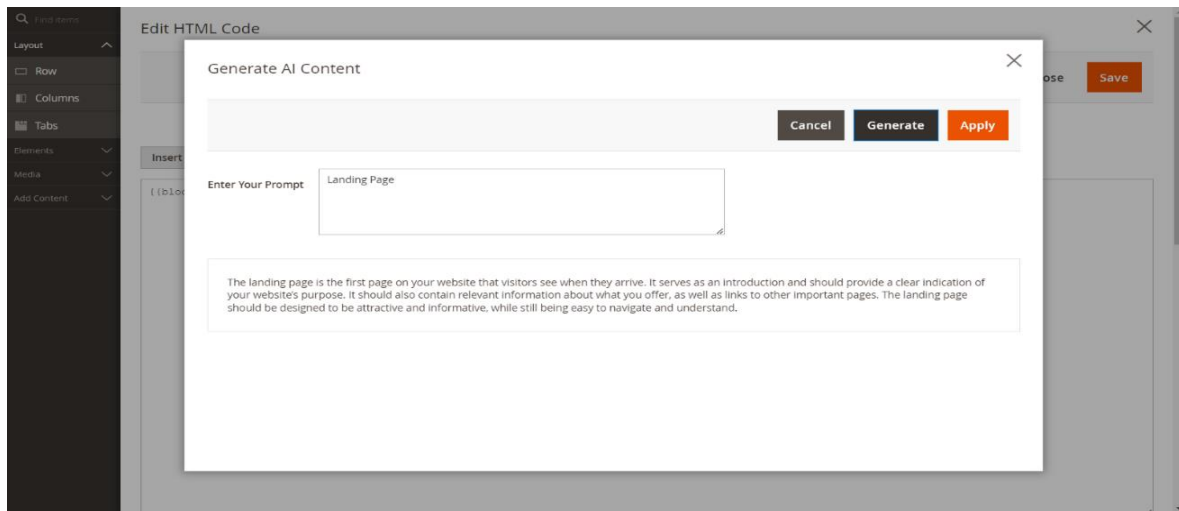 Find items
Edit HTML Code
Layout
Row
Columns
Tabs
Elements
Media
Add Content
Save
Insert
Generate AI Content
Cancel
Generate
Apply
Enter Your Prompt
Landing Page
The landing page is the first page on your website that visitors see when they arrive. It serves as an introduction and should provide a clear indication of
your website's purpose. It should also contain relevant information about what you offer, as well as links to other important pages. The landing page
should be designed to be attractive and informative, while still being easy to navigate and understand.